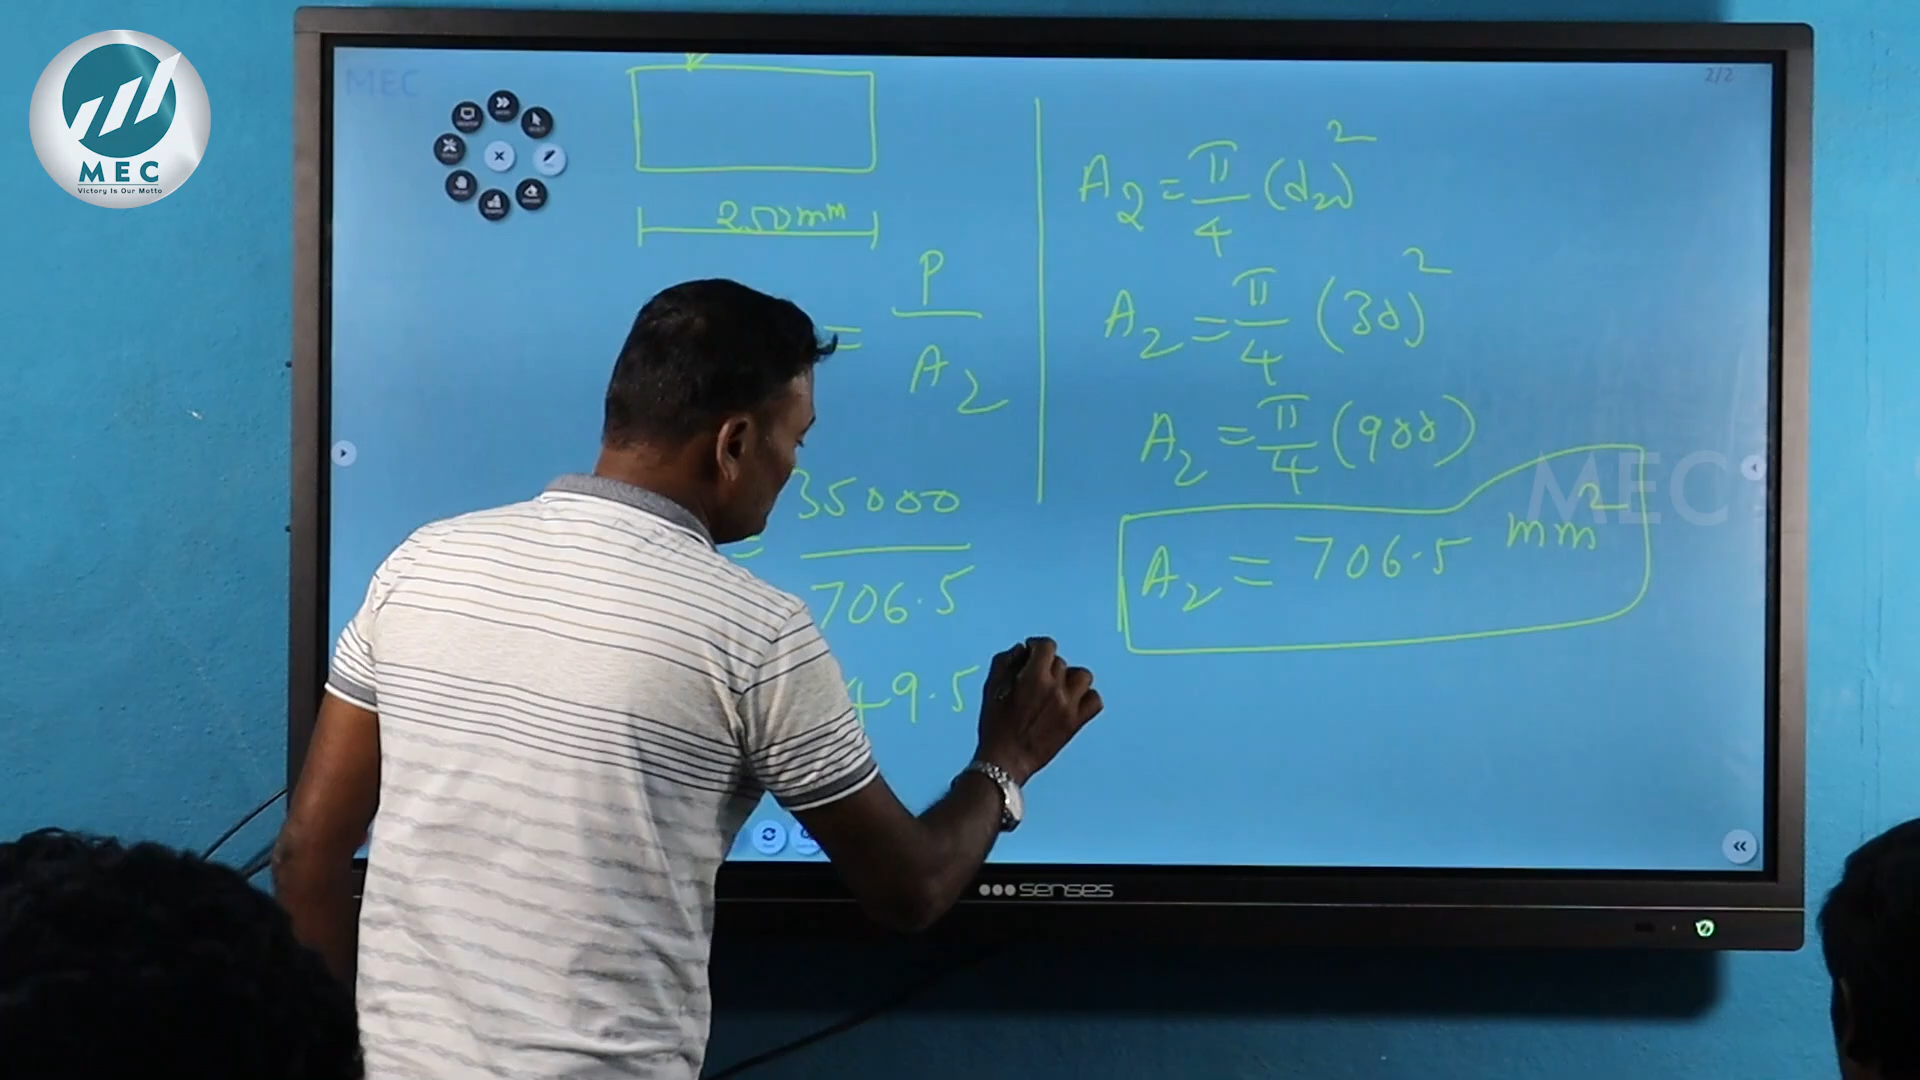 MEC
Victory Is Our Motto
MEC
2/2
250mm
= P / A2
= 35000 / 706.5
49.5
A2 = π/4 (d2)²
A2 = π/4 (30)²
A2 = π/4 (900)
A2 = 706.5 mm²
MEC
senses